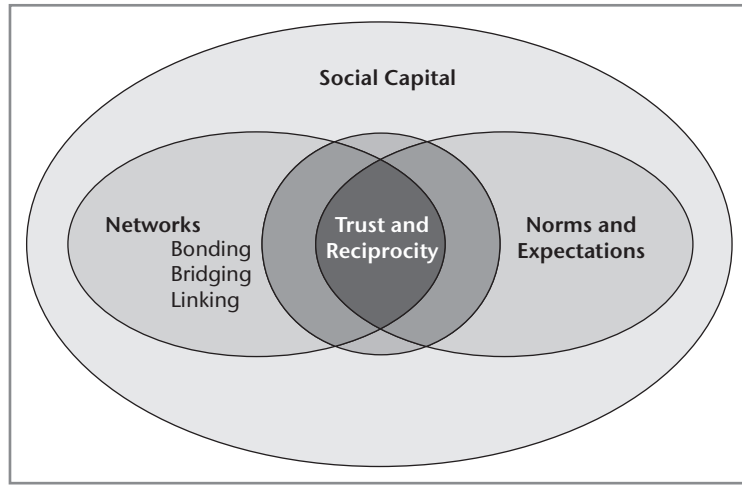 Social Capital
Networks
Bonding
Bridging
Linking
Trust and
Reciprocity
Norms and
Expectations